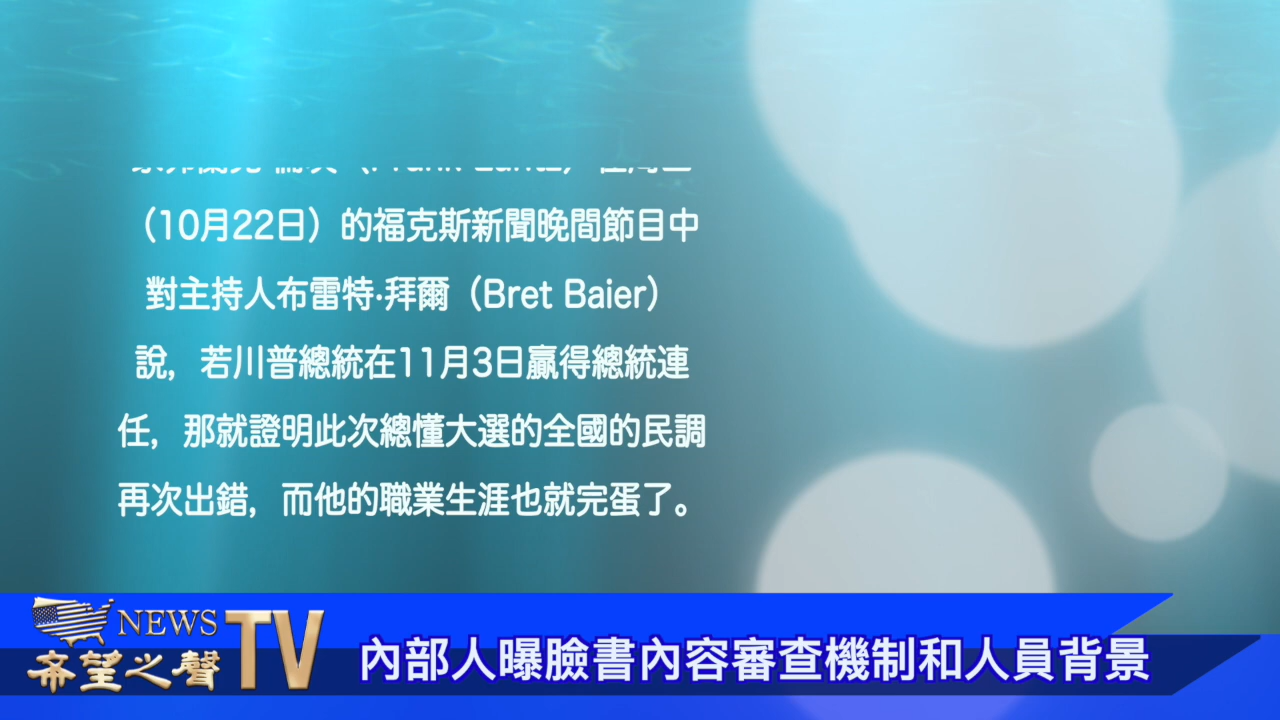 （10月22日）的福克斯新聞晚間節目中
對主持人布雷特·拜爾（Bret Baier）
說，若川普總統在11月3日贏得總統連
任，那就證明此次總懂大選的全國的民調
再次出錯，而他的職業生涯也就完蛋了。
NEWS
希望之聲
TV
內部人曝臉書內容審查機制和人員背景